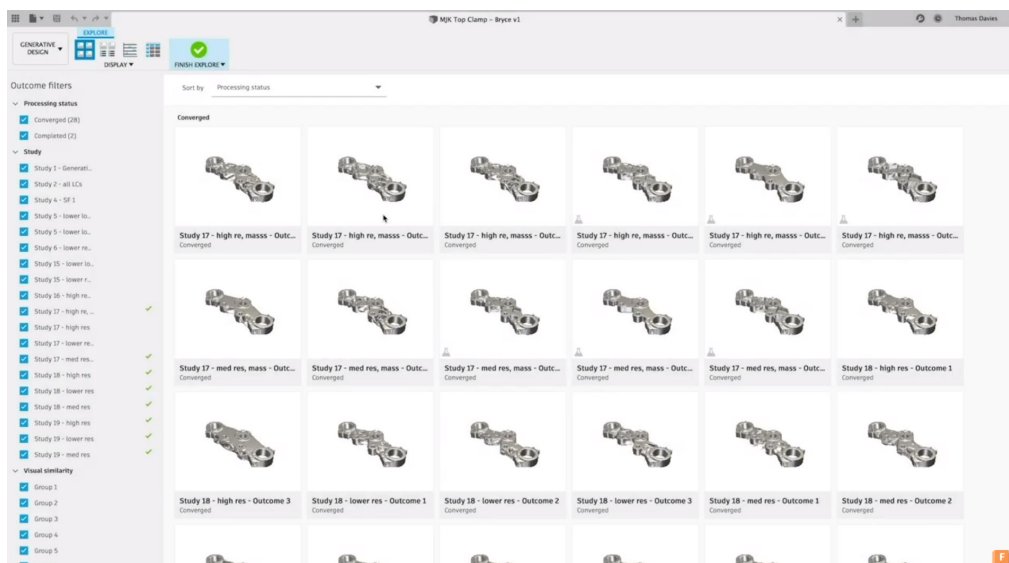 MJK Top Clamp – Bryce v1
Thomas Davies
EXPLORE
GENERATIVE
DESIGN
DISPLAY
FINISH EXPLORE
Outcome filters
Processing status
Converged (28)
Completed (2)
Study
Study 1 - Generati..
Study 2 - all LCs
Study 4 - SF 1
Study 5 - lower lo..
Study 5 - lower lo..
Study 6 - lower re..
Study 15 - lower lo..
Study 15 - lower r..
Study 16 - high re..
Study 17 - high re, ..
Study 17 - high res
Study 17 - lower re..
Study 17 - med res..
Study 18 - high res
Study 18 - lower res
Study 18 - med res
Study 19 - high res
Study 19 - lower res
Study 19 - med res
Visual similarity
Group 1
Group 2
Group 3
Group 4
Group 5
Sort by Processing status
Converged
Study 17 - high re, masss - Outc... Study 17 - high re, masss - Outc... Study 17 - high re, masss - Outc... Study 17 - high re, masss - Outc... Study 17 - high re, masss - Outc... Study 17 - high re, masss - Outc...
Converged Converged Converged Converged Converged Converged
Study 17 - med res, mass - Outc... Study 17 - med res, mass - Outc... Study 17 - med res, mass - Outc... Study 17 - med res, mass - Outc... Study 17 - med res, mass - Outc... Study 18 - high res - Outcome 1
Converged Converged Converged Converged Converged Converged
Study 18 - high res - Outcome 3 Study 18 - lower res - Outcome 1 Study 18 - lower res - Outcome 2 Study 18 - lower res - Outcome 3 Study 18 - med res - Outcome 1 Study 18 - med res - Outcome 2
Converged Converged Converged Converged Converged Converged
F